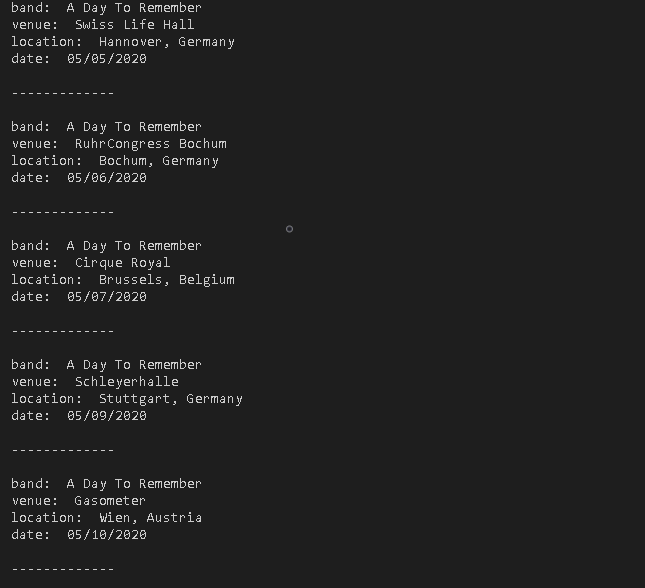 band:  A Day To Remember
venue:  Swiss Life Hall
location:  Hannover, Germany
date:  05/05/2020
-------------
band:  A Day To Remember
venue:  RuhrCongress Bochum
location:  Bochum, Germany
date:  05/06/2020
-------------
band:  A Day To Remember
venue:  Cirque Royal
location:  Brussels, Belgium
date:  05/07/2020
-------------
band:  A Day To Remember
venue:  Schleyerhalle
location:  Stuttgart, Germany
date:  05/09/2020
-------------
band:  A Day To Remember
venue:  Gasometer
location:  Wien, Austria
date:  05/10/2020
-------------